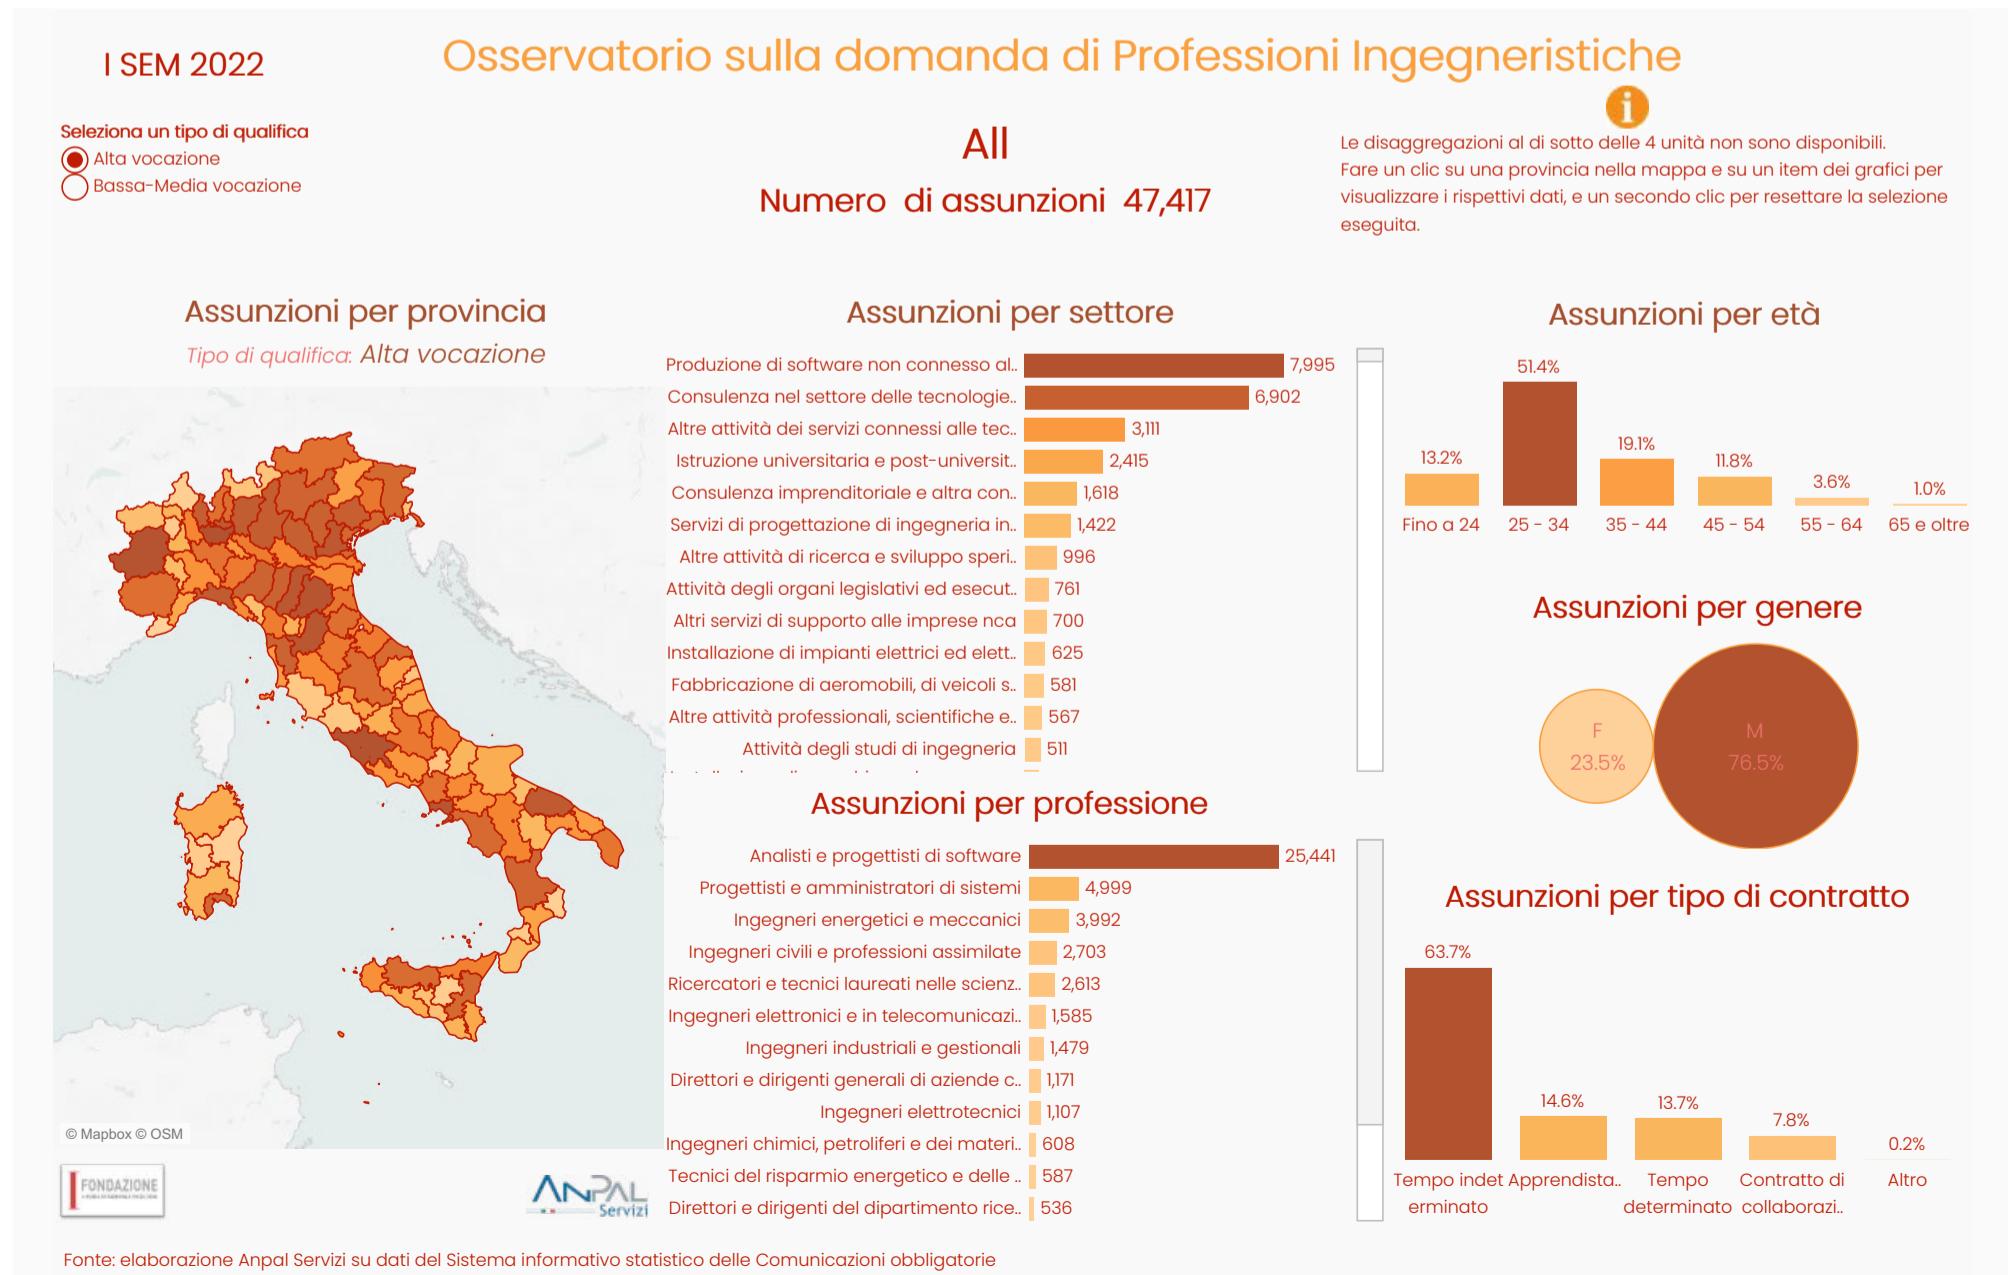 I SEM 2022
Osservatorio sulla domanda di Professioni Ingegneristiche
Seleziona un tipo di qualifica
Alta vocazione
Bassa-Media vocazione
All
Numero di assunzioni 47,417
i
Le disaggregazioni al di sotto delle 4 unità non sono disponibili.
Fare un clic su una provincia nella mappa e su un item dei grafici per
visualizzare i rispettivi dati, e un secondo clic per resettare la selezione
eseguita.
Assunzioni per provincia
Tipo di qualifica: Alta vocazione
© Mapbox © OSM
Assunzioni per settore
Produzione di software non connesso al.. 7,995
Consulenza nel settore delle tecnologie.. 6,902
Altre attività dei servizi connessi alle tec.. 3,111
Istruzione universitaria e post-universit.. 2,415
Consulenza imprenditoriale e altra con.. 1,618
Servizi di progettazione di ingegneria in.. 1,422
Altre attività di ricerca e sviluppo speri.. 996
Attività degli organi legislativi ed esecut.. 761
Altri servizi di supporto alle imprese nca 700
Installazione di impianti elettrici ed elett.. 625
Fabbricazione di aeromobili, di veicoli s.. 581
Altre attività professionali, scientifiche e.. 567
Attività degli studi di ingegneria 511
Assunzioni per professione
Analisti e progettisti di software 25,441
Progettisti e amministratori di sistemi 4,999
Ingegneri energetici e meccanici 3,992
Ingegneri civili e professioni assimilate 2,703
Ricercatori e tecnici laureati nelle scienz.. 2,613
Ingegneri elettronici e in telecomunicazi.. 1,585
Ingegneri industriali e gestionali 1,479
Direttori e dirigenti generali di aziende c.. 1,171
Ingegneri elettrotecnici 1,107
Ingegneri chimici, petroliferi e dei materi.. 608
Tecnici del risparmio energetico e delle .. 587
Direttori e dirigenti del dipartimento rice.. 536
Assunzioni per età
13.2% 51.4% 19.1% 11.8% 3.6% 1.0%
Fino a 24 25 - 34 35 - 44 45 - 54 55 - 64 65 e oltre
Assunzioni per genere
F M
23.5% 76.5%
Assunzioni per tipo di contratto
63.7% 14.6% 13.7% 7.8% 0.2%
Tempo indet Apprendista.. Tempo Contratto di Altro
erminato determinato collaborazi..
FONDAZIONE
ANPAL
Servizi
Fonte: elaborazione Anpal Servizi su dati del Sistema informativo statistico delle Comunicazioni obbligatorie